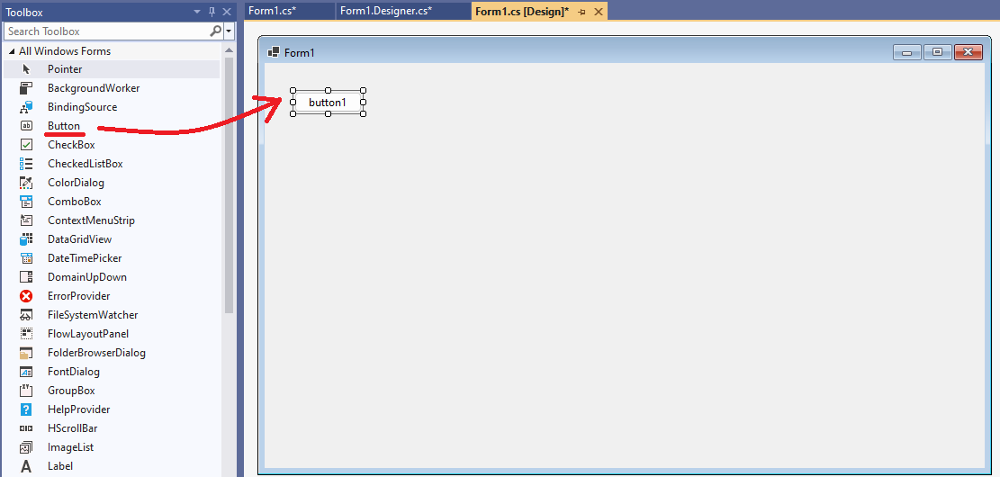 Toolbox
Form1.cs*
Form1.Designer.cs*
Form1.cs [Design]*
Search Toolbox
All Windows Forms
Pointer
BackgroundWorker
BindingSource
Button
CheckBox
CheckedListBox
ColorDialog
ComboBox
ContextMenuStrip
DataGridView
DateTimePicker
DomainUpDown
ErrorProvider
FileSystemWatcher
FlowLayoutPanel
FolderBrowserDialog
FontDialog
GroupBox
HelpProvider
HScrollBar
ImageList
Label
Form1
button1